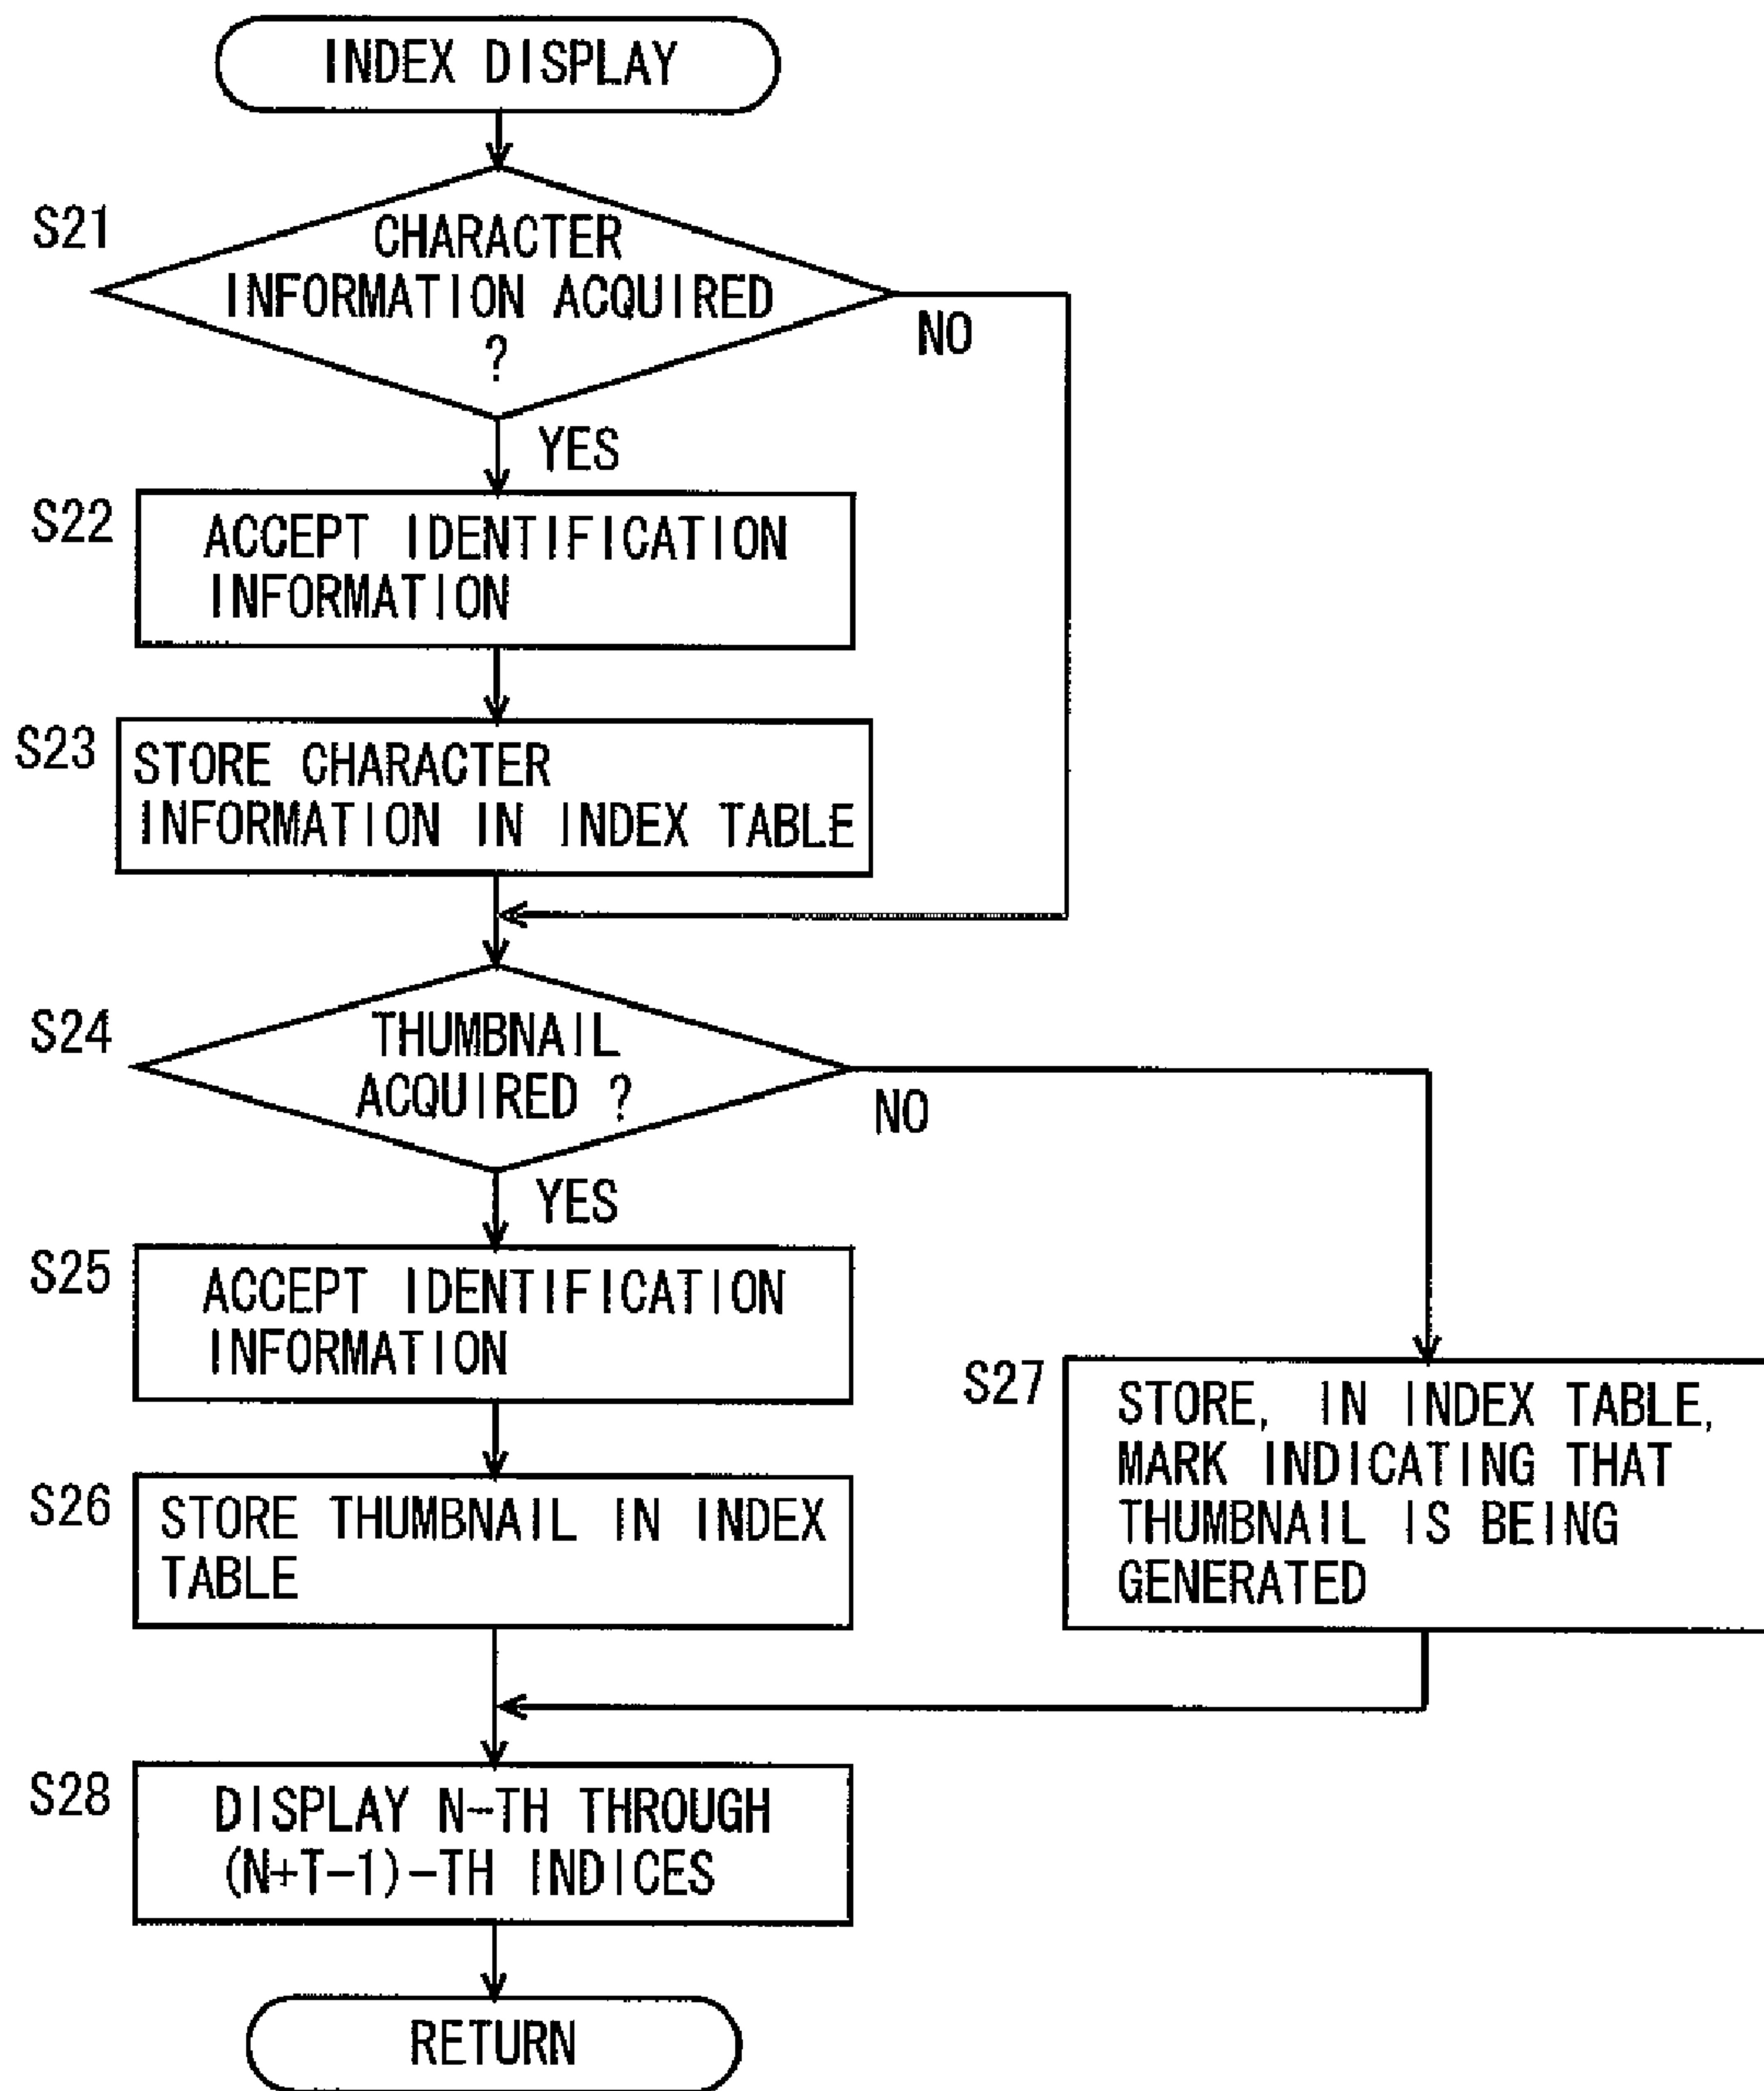 INDEX DISPLAY
S21
CHARACTER
INFORMATION ACQUIRED
?
NO
YES
S22
ACCEPT IDENTIFICATION
INFORMATION
S23
STORE CHARACTER
INFORMATION IN INDEX TABLE
S24
THUMBNAIL
ACQUIRED ?
NO
YES
S25
ACCEPT IDENTIFICATION
INFORMATION
S27
STORE, IN INDEX TABLE,
MARK INDICATING THAT
THUMBNAIL IS BEING
GENERATED
S26
STORE THUMBNAIL IN INDEX
TABLE
S28
DISPLAY N-TH THROUGH
(N+T-1)-TH INDICES
RETURN